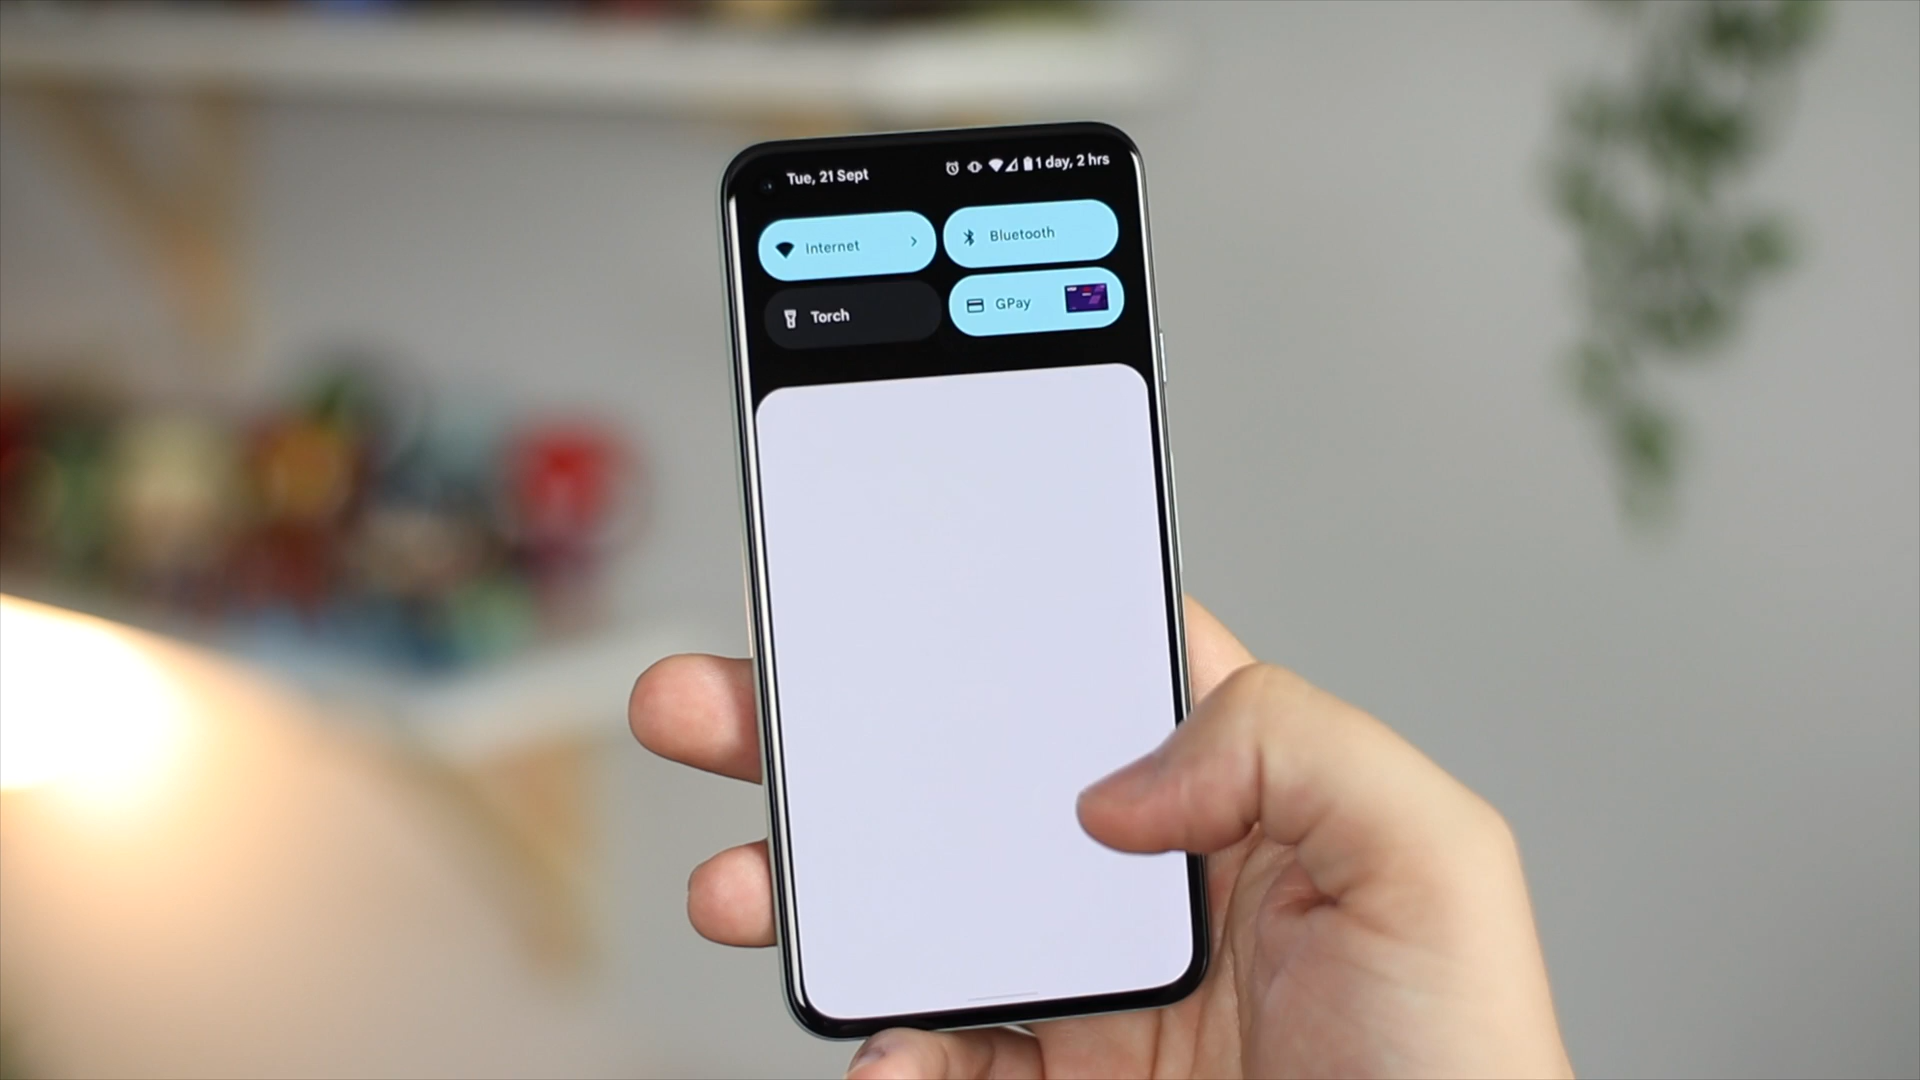 Tue, 21 Sept 1 day, 2 hrs
Internet Bluetooth
Torch GPay